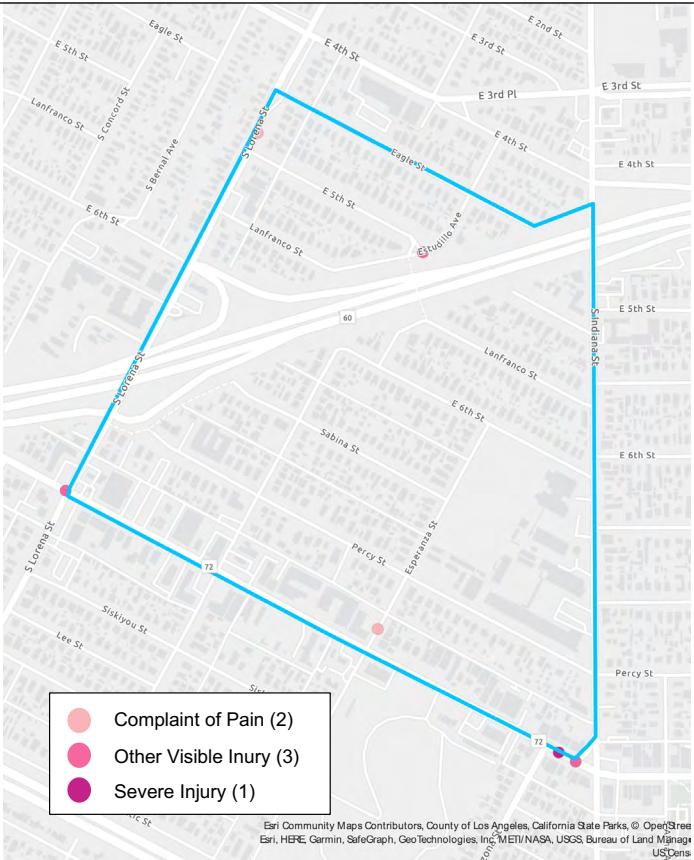 E 2nd St
Eagle St
E 4th St
E 3rd St
E 5th St
E 3rd Pl
E 3rd St
Lanfranco St
S Concord St
S Lorena St
E 4th St
S Bernal Ave
Eagle St
E 4th St
E 5th St
E 6th St
Estudillo Ave
Lanfranco St
E 5th St
60
S Indiana St
Lanfranco St
S Lorena St
E 6th St
Sabina St
E 6th St
S Lorena St
Percy St
Esperanza St
72
Siskiyou St
Lee St
Percy St
72
Complaint of Pain (2)
Other Visible Inury (3)
Severe Injury (1)
Esri Community Maps Contributors, County of Los Angeles, California State Parks, © OpenStree
Esri, HERE, Garmin, SafeGraph, GeoTechnologies, Inc, METI/NASA, USGS, Bureau of Land Manage
US Cens